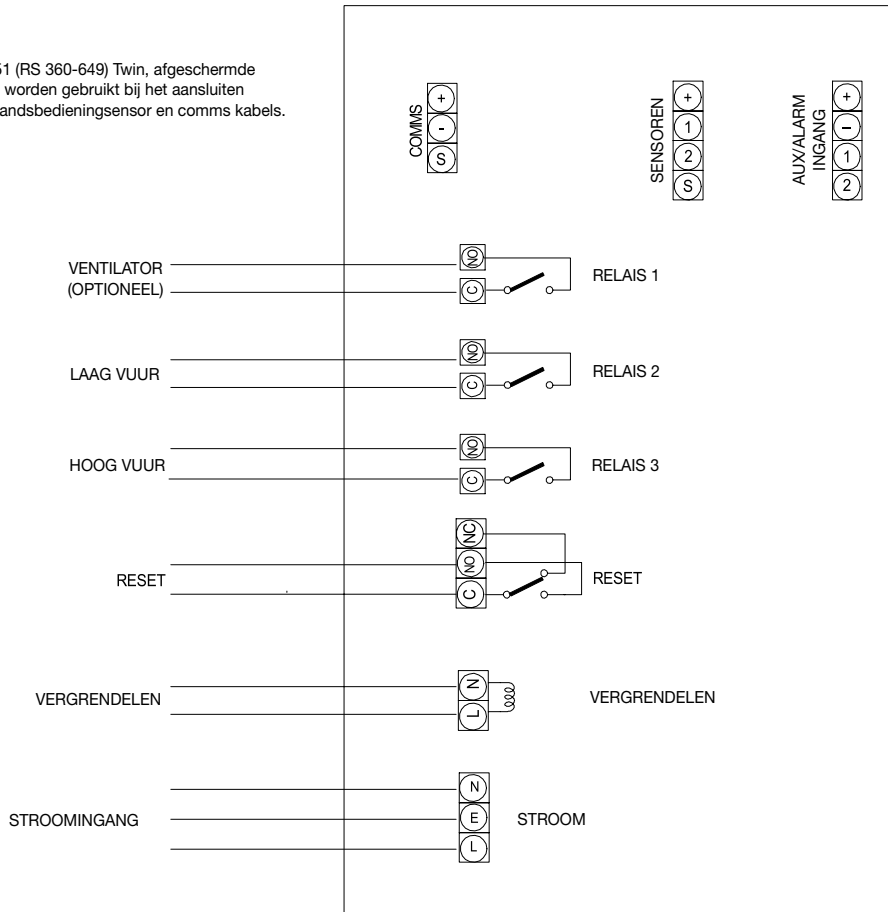 51 (RS 360-649) Twin, afgeschermde
worden gebruikt bij het aansluiten
andsbedieningsensor en comms kabels.
COMMS
+
-
S
SENSOREN
+
1
2
S
AUX/ALARM
INGANG
+
–
1
2
VENTILATOR
(OPTIONEEL)
NO
C
RELAIS 1
LAAG VUUR
NO
C
RELAIS 2
HOOG VUUR
NO
C
RELAIS 3
RESET
NC
NO
C
RESET
VERGRENDELEN
N
L
VERGRENDELEN
STROOMINGANG
N
E
L
STROOM